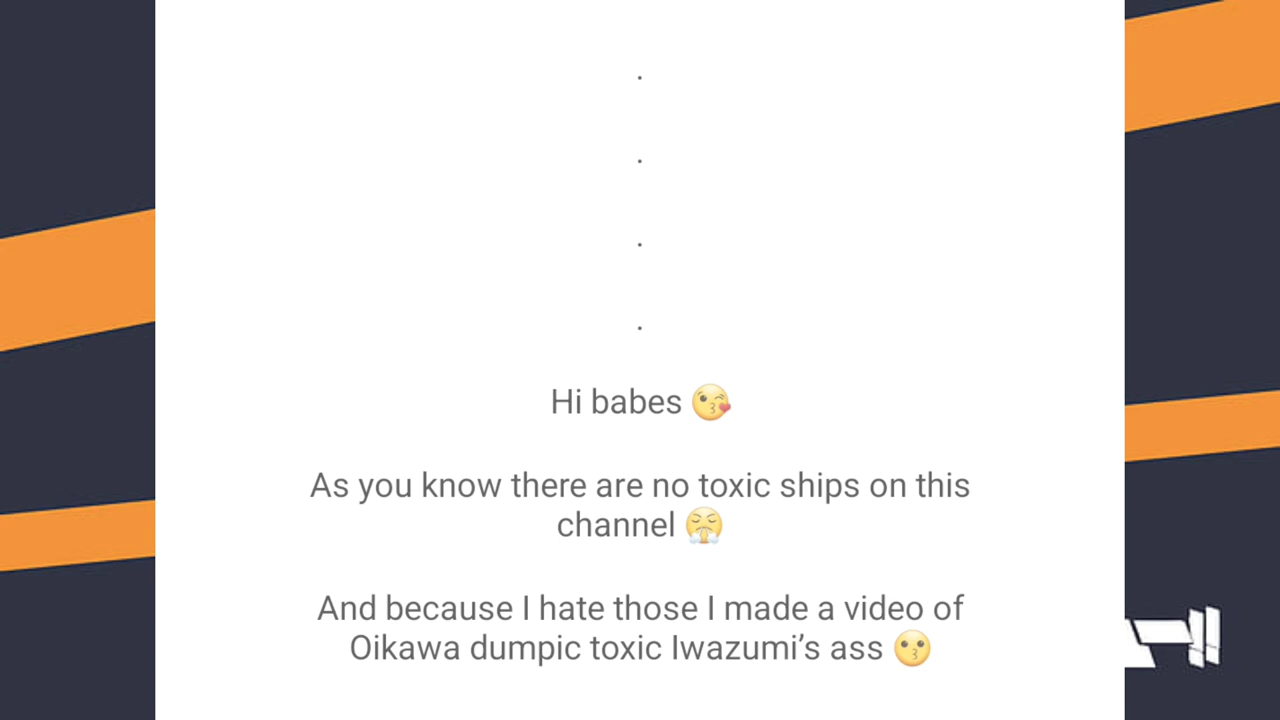 .
.
.
.
Hi babes 😘
As you know there are no toxic ships on this
channel 😤
And because I hate those I made a video of
Oikawa dumpic toxic Iwazumi’s ass 😗